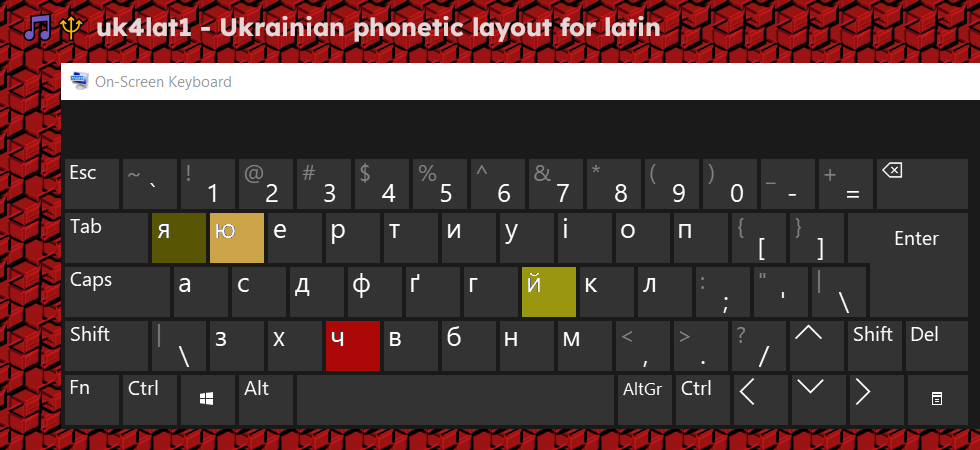 uk4lat1 - Ukrainian phonetic layout for latin
On-Screen Keyboard
Esc ~ ` ! 1 @ 2 # 3 $ 4 % 5 ^ 6 & 7 * 8 ( 9 ) 0 _ - + =
Tab я ю е р т и у і о п { [ } ] Enter
Caps а с д ф ґ г й к л : ; " ' | \
Shift | \ з х ч в б н м < , > . ? / Shift Del
Fn Ctrl Alt AltGr Ctrl